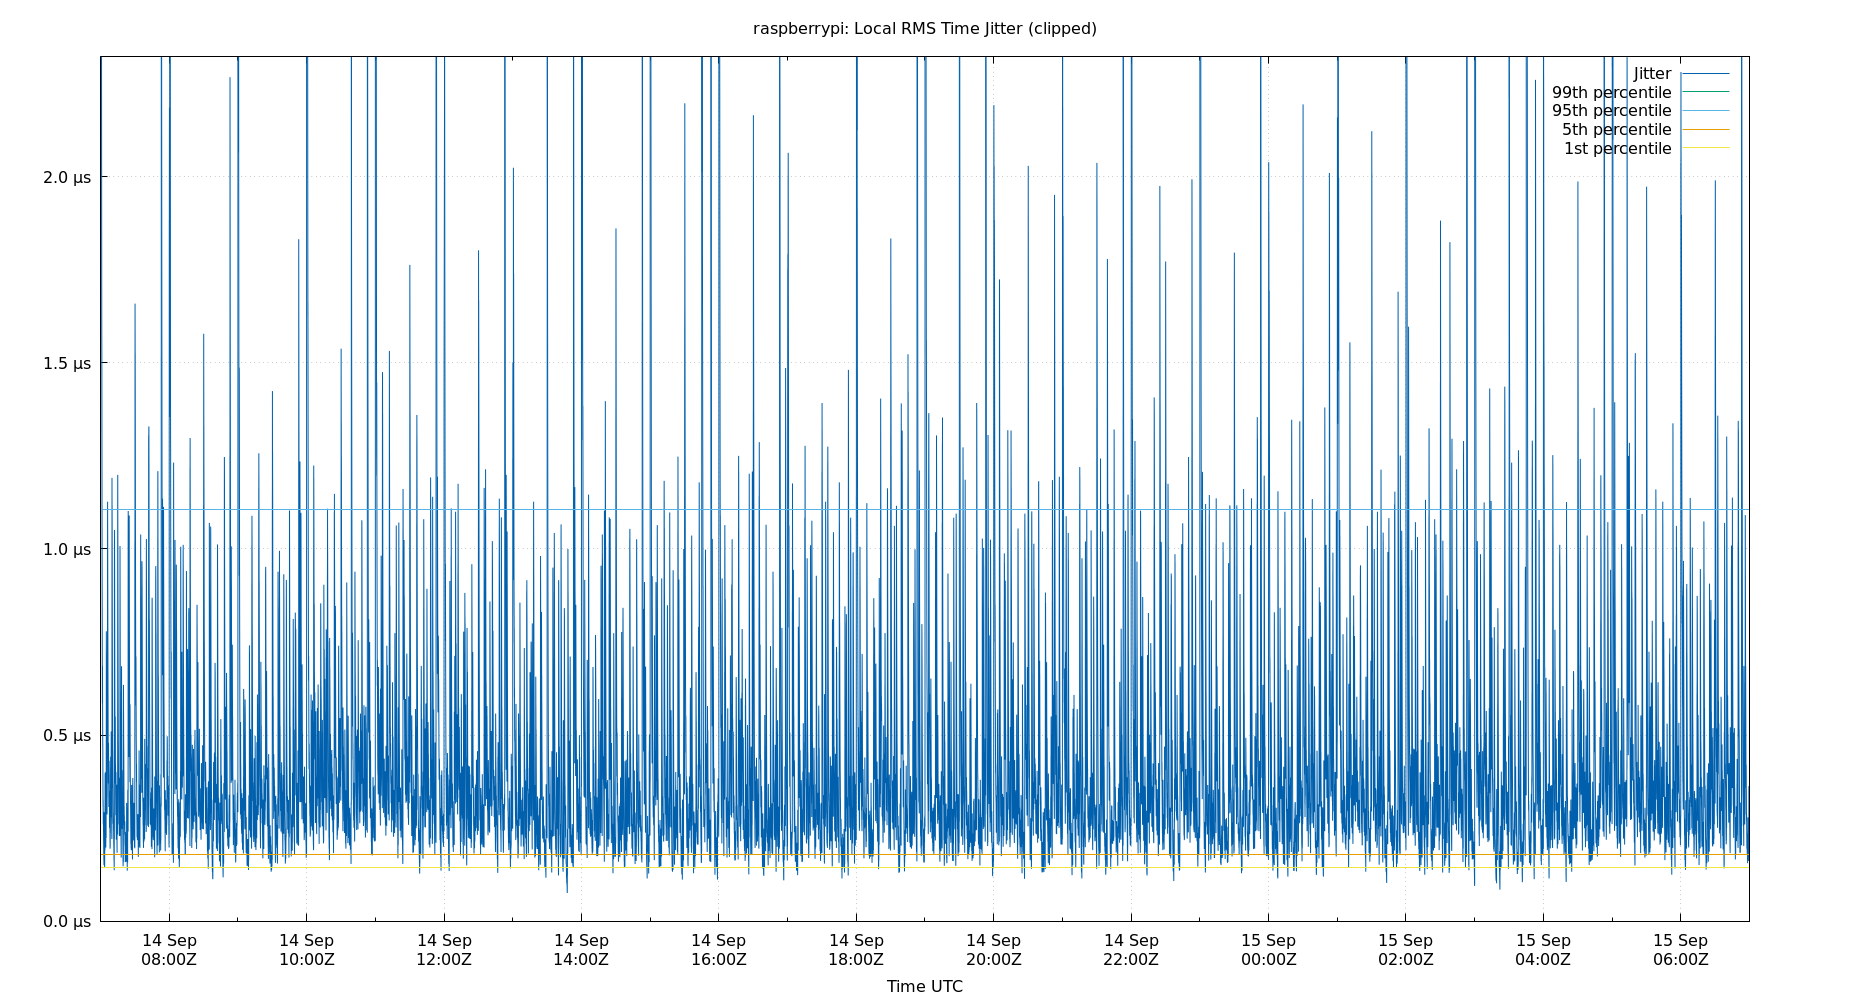 raspberrypi: Local RMS Time Jitter (clipped)
Jitter
99th percentile
95th percentile
5th percentile
1st percentile
2.0 µs
1.5 µs
1.0 µs
0.5 µs
0.0 µs
14 Sep 14 Sep 14 Sep 14 Sep 14 Sep 14 Sep 14 Sep 14 Sep 15 Sep 15 Sep 15 Sep 15 Sep
08:00Z 10:00Z 12:00Z 14:00Z 16:00Z 18:00Z 20:00Z 22:00Z 00:00Z 02:00Z 04:00Z 06:00Z
Time UTC